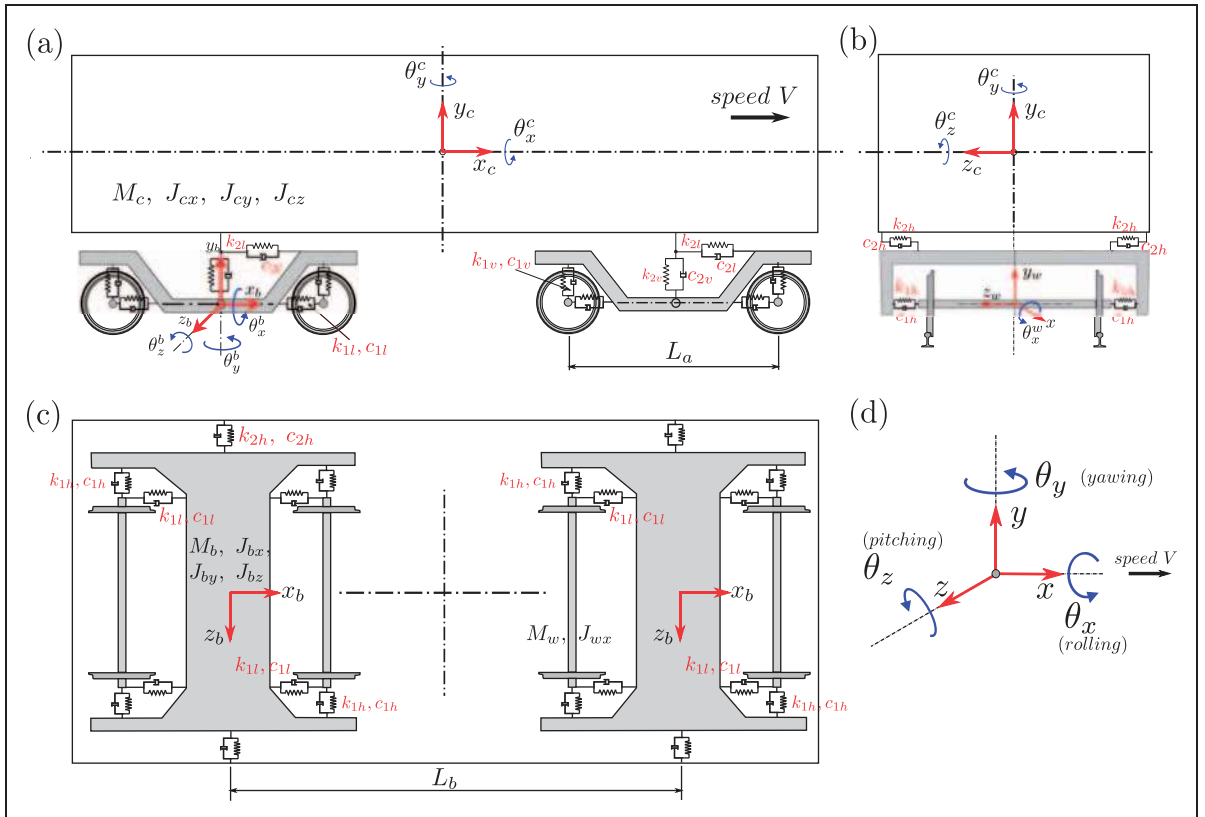 (a)
θ_y^c
y_c
speed V
θ_x^c
x_c
M_c, J_cx, J_cy, J_cz
y_b
k_2l
x_b
z_b
θ_x^b
θ_z^b
θ_y^b
k_1l, c_1l
k_1v, c_1v
k_2l
c_2l
k_2v
c_2v
L_a
(b)
θ_y^c
y_c
θ_z^c
z_c
k_2h
k_2h
c_2h
c_2h
y_w
z_w
k_1h
k_1h
c_1h
c_1h
θ_x^w
x
(c)
k_2h, c_2h
k_1h, c_1h
k_1h, c_1h
k_1l, c_1l
k_1l, c_1l
M_b, J_bx,
J_by, J_bz
x_b
x_b
z_b
M_w, J_wx
z_b
k_1l, c_1l
k_1l, c_1l
k_1h, c_1h
k_1h, c_1h
L_b
(d)
θ_y (yawing)
y
(pitching)
θ_z
z
x
speed V
θ_x
(rolling)